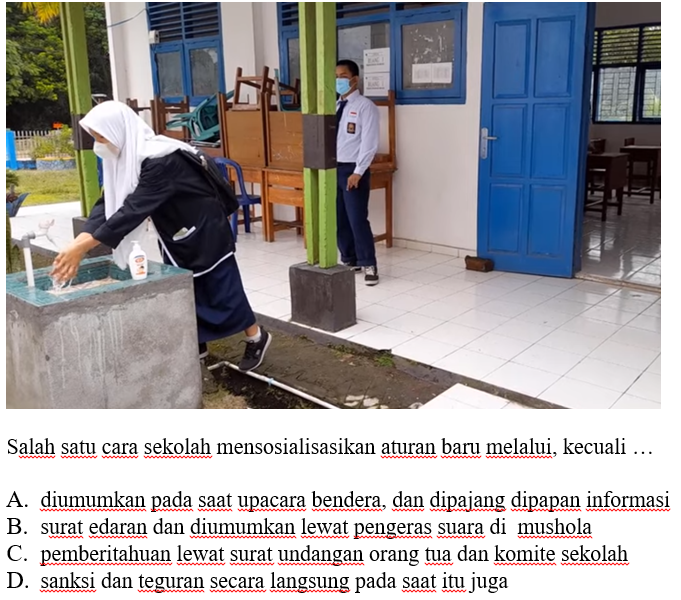 Salah satu cara sekolah mensosialisasikan aturan baru melalui, kecuali …
A. diumumkan pada saat upacara bendera, dan dipajang dipapan informasi
B. surat edaran dan diumumkan lewat pengeras suara di mushola
C. pemberitahuan lewat surat undangan orang tua dan komite sekolah
D. sanksi dan teguran secara langsung pada saat itu juga